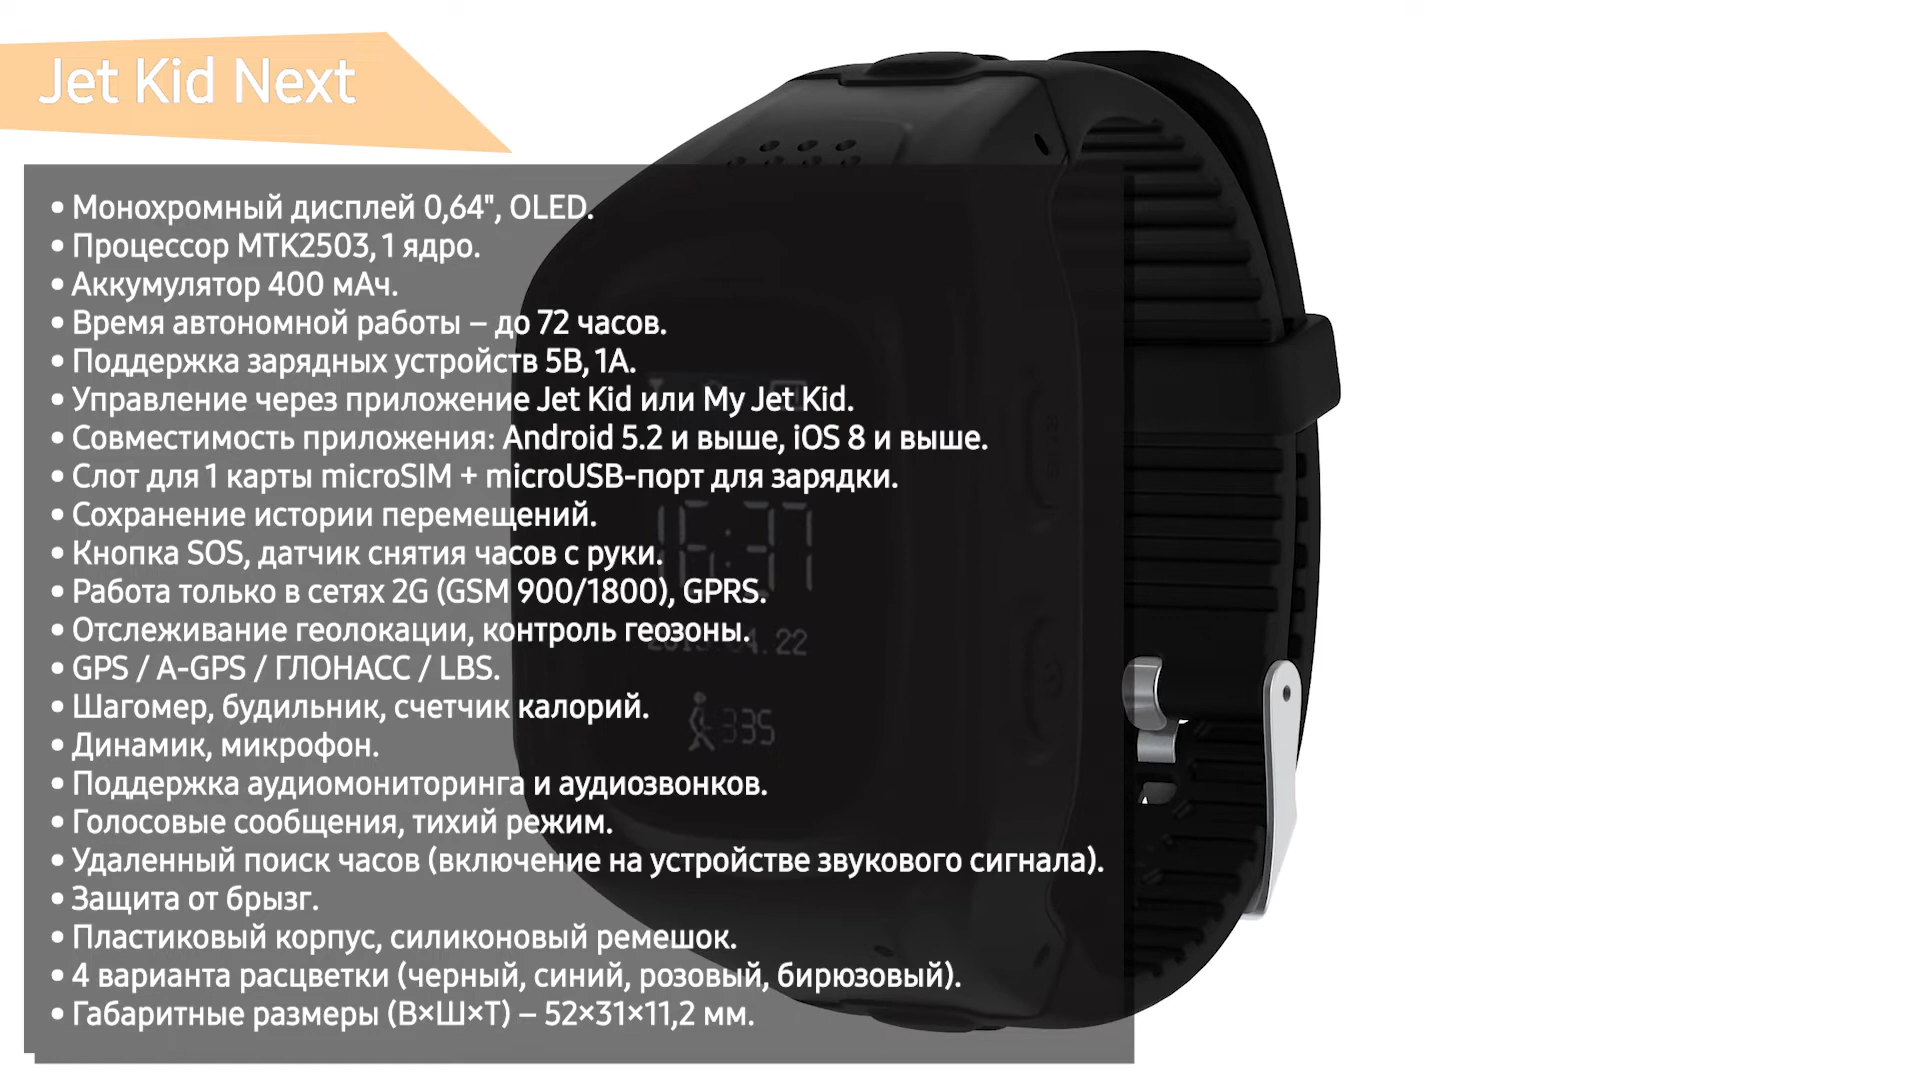 Jet Kid Next
• Монохромный дисплей 0,64", OLED.
• Процессор MTK2503, 1 ядро.
• Аккумулятор 400 мАч.
• Время автономной работы – до 72 часов.
• Поддержка зарядных устройств 5В, 1А.
• Управление через приложение Jet Kid или My Jet Kid.
• Совместимость приложения: Android 5.2 и выше, iOS 8 и выше.
• Слот для 1 карты microSIM + microUSB-порт для зарядки.
• Сохранение истории перемещений.
• Кнопка SOS, датчик снятия часов с руки.
• Работа только в сетях 2G (GSM 900/1800), GPRS.
• Отслеживание геолокации, контроль геозоны.
• GPS / A-GPS / ГЛОНАСС / LBS.
• Шагомер, будильник, счетчик калорий.
• Динамик, микрофон.
• Поддержка аудиомониторинга и аудиозвонков.
• Голосовые сообщения, тихий режим.
• Удаленный поиск часов (включение на устройстве звукового сигнала).
• Защита от брызг.
• Пластиковый корпус, силиконовый ремешок.
• 4 варианта расцветки (черный, синий, розовый, бирюзовый).
• Габаритные размеры (В×Ш×Т) – 52×31×11,2 мм.
16:37
335